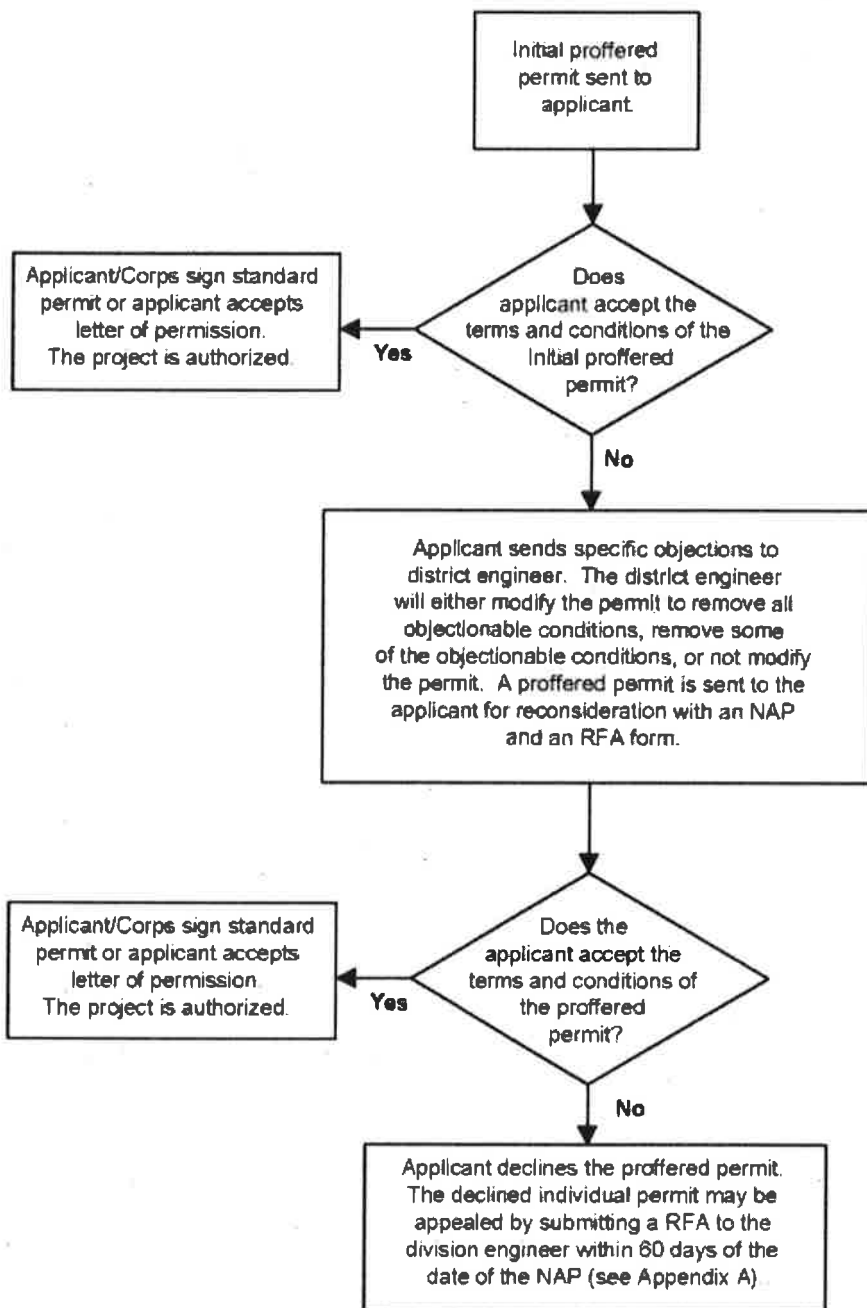 Initial proffered
permit sent to
applicant.
Does
applicant accept the
terms and conditions of the
Initial proffered
permit?
Applicant/Corps sign standard
permit or applicant accepts
letter of permission.
The project is authorized.
Yes
No
Applicant sends specific objections to
district engineer. The district engineer
will either modify the permit to remove all
objectionable conditions, remove some
of the objectionable conditions, or not modify
the permit. A proffered permit is sent to the
applicant for reconsideration with an NAP
and an RFA form.
Does the
applicant accept the
terms and conditions of
the proffered
permit?
Applicant/Corps sign standard
permit or applicant accepts
letter of permission.
The project is authorized.
Yes
No
Applicant declines the proffered permit.
The declined individual permit may be
appealed by submitting a RFA to the
division engineer within 60 days of the
date of the NAP (see Appendix A)